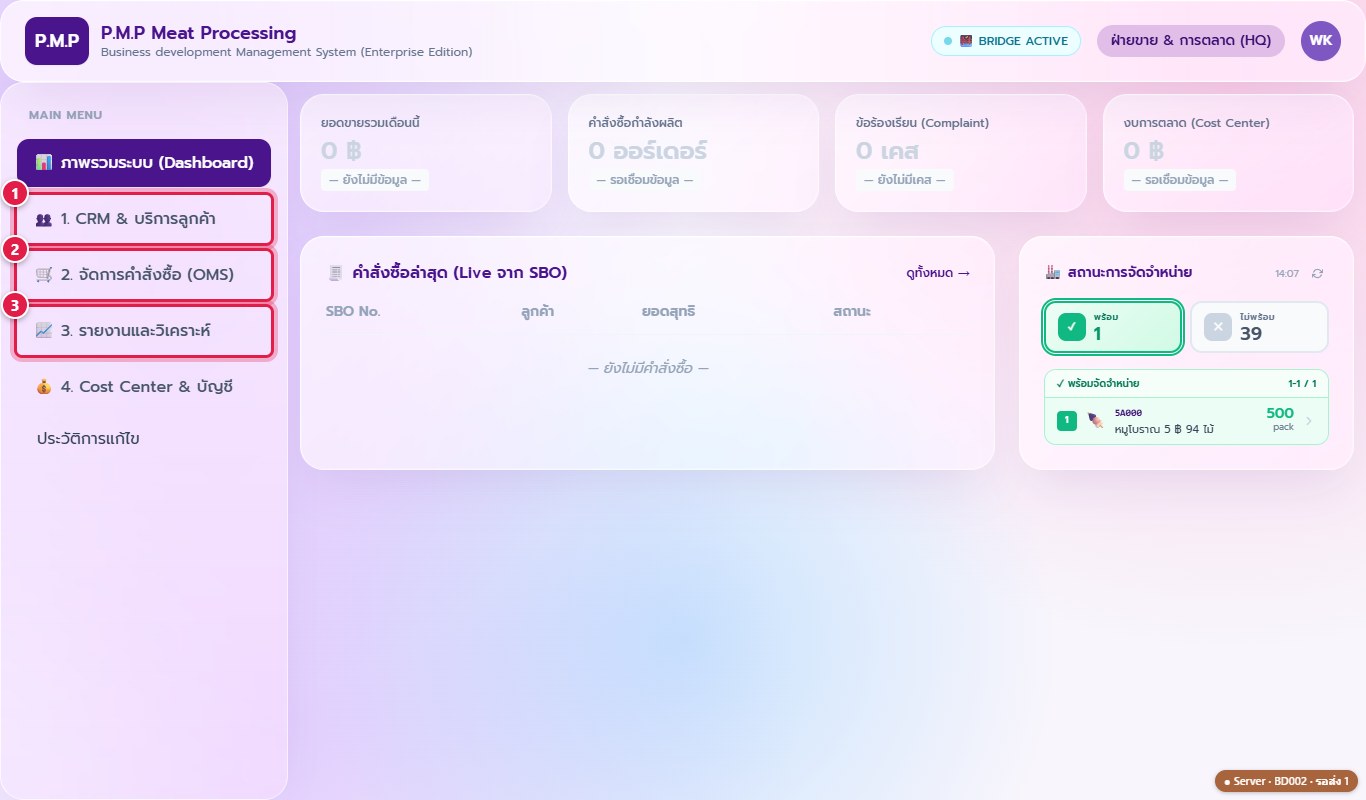 P.M.P
P.M.P Meat Processing
Business development Management System (Enterprise Edition)
BRIDGE ACTIVE
ฝ่ายขาย & การตลาด (HQ)
WK
MAIN MENU
ภาพรวมระบบ (Dashboard)
1
1. CRM & บริการลูกค้า
2
2. จัดการคำสั่งซื้อ (OMS)
3
3. รายงานและวิเคราะห์
4. Cost Center & บัญชี
ประวัติการแก้ไข
ยอดขายรวมเดือนนี้
0 ฿
— ยังไม่มีข้อมูล —
คำสั่งซื้อกำลังผลิต
0 ออร์เดอร์
— รอเชื่อมข้อมูล —
ข้อร้องเรียน (Complaint)
0 เคส
— ยังไม่มีเคส —
งบการตลาด (Cost Center)
0 ฿
— รอเชื่อมข้อมูล —
คำสั่งซื้อล่าสุด (Live จาก SBO)
ดูทั้งหมด →
SBO No. ลูกค้า ยอดสุทธิ สถานะ
— ยังไม่มีคำสั่งซื้อ —
สถานะการจัดจำหน่าย
14:07
พร้อม
1
ไม่พร้อม
39
✓ พร้อมจัดจำหน่าย 1-1 / 1
1
5A000
หมูโบราณ 5 ฿ 94 ไม้
500
pack
Server · BD002 · รอส่ง 1